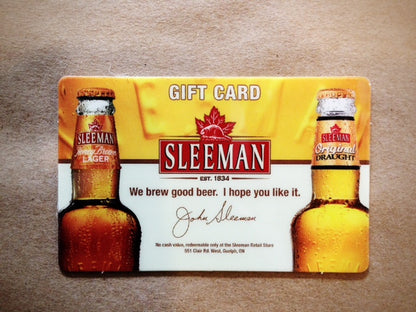 GIFT CARD
SLEEMAN
EST. 1834
We brew good beer. I hope you like it.
John Sleeman
No cash value, redeemable only at the Sleeman Retail Store
551 Clair Rd. West, Guelph, ON
SLEEMAN
Honey Brown
LAGER
SLEEMAN
Original
DRAUGHT